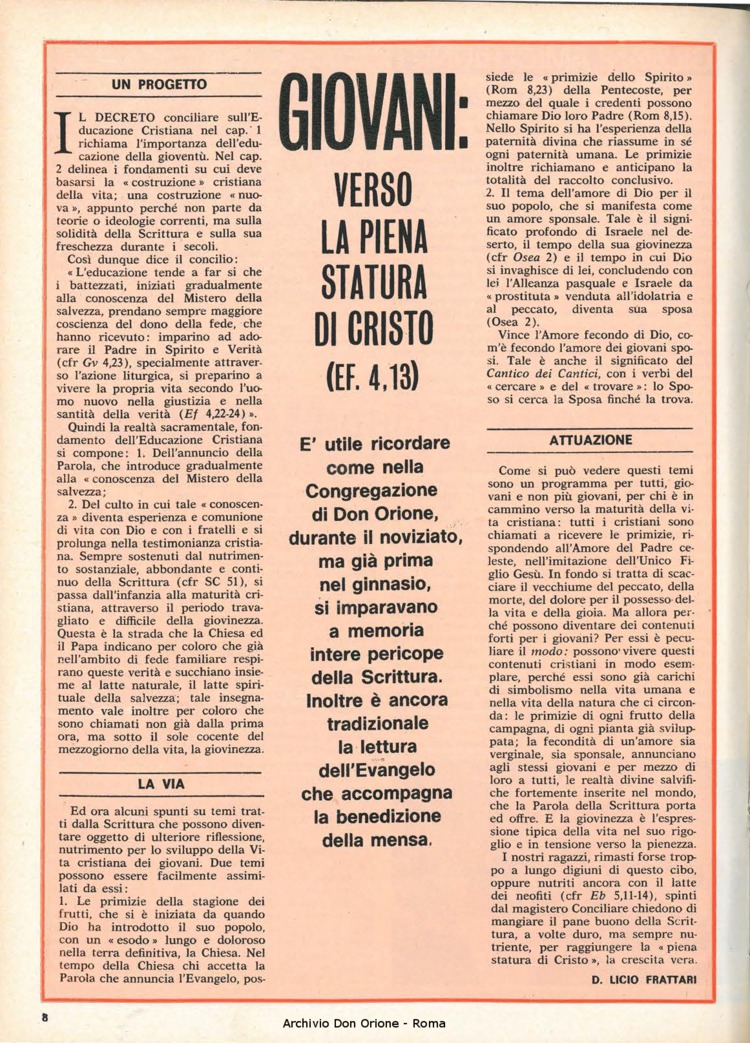 UN PROGETTO
IL DECRETO conciliare sull'E-
ducazione Cristiana nel cap. 1
richiama l'importanza dell'edu-
cazione della gioventù. Nel cap.
2 delinea i fondamenti su cui deve
basarsi la « costruzione » cristiana
della vita; una costruzione « nuo-
va », appunto perché non parte da
teorie o ideologie correnti, ma sulla
solidità della Scrittura e sulla sua
freschezza durante i secoli.
Così dunque dice il concilio:
« L'educazione tende a far si che
i battezzati, iniziati gradualmente
alla conoscenza del Mistero della
salvezza, prendano sempre maggiore
coscienza del dono della fede, che
hanno ricevuto: imparino ad ado-
rare il Padre in Spirito e Verità
(cfr Gv 4,23), specialmente attraver-
so l'azione liturgica, si preparino a
vivere la propria vita secondo l'uo-
mo nuovo nella giustizia e nella
santità della verità (Ef 4,22-24) ».
Quindi la realtà sacramentale, fon-
damento dell'Educazione Cristiana
si compone: 1. Dell'annuncio della
Parola, che introduce gradualmente
alla « conoscenza del Mistero della
salvezza;
2. Del culto in cui tale « conoscen-
za » diventa esperienza e comunione
di vita con Dio e con i fratelli e si
prolunga nella testimonianza cristia-
na. Sempre sostenuti dal nutrimen-
to sostanziale, abbondante e conti-
nuo della Scrittura (cfr SC 51), si
passa dall'infanzia alla maturità cri-
stiana, attraverso il periodo trava-
gliato e difficile della giovinezza.
Questa è la strada che la Chiesa ed
il Papa indicano per coloro che già
nell'ambito di fede familiare respi-
rano queste verità e succhiano insie-
me al latte naturale, il latte spiri-
tuale della salvezza; tale insegna-
mento vale inoltre per coloro che
sono chiamati non già dalla prima
ora, ma sotto il sole cocente del
mezzogiorno della vita, la giovinezza.
LA VIA
Ed ora alcuni spunti su temi trat-
ti dalla Scrittura che possono diven-
tare oggetto di ulteriore riflessione,
nutrimento per lo sviluppo della Vi-
ta cristiana dei giovani. Due temi
possono essere facilmente assimi-
lati da essi:
1. Le primizie della stagione dei
frutti, che si è iniziata da quando
Dio ha introdotto il suo popolo,
con un « esodo » lungo e doloroso
nella terra definitiva, la Chiesa. Nel
tempo della Chiesa chi accetta la
Parola che annuncia l'Evangelo, pos-
GIOVANI:
VERSO
LA PIENA
STATURA
DI CRISTO
(EF. 4,13)
E' utile ricordare
come nella
Congregazione
di Don Orione,
durante il noviziato,
ma già prima
nel ginnasio,
si imparavano
a memoria
intere pericope
della Scrittura.
Inoltre è ancora
tradizionale
la lettura
dell'Evangelo
che accompagna
la benedizione
della mensa.
siede le « primizie dello Spirito »
(Rom 8,23) della Pentecoste, per
mezzo del quale i credenti possono
chiamare Dio loro Padre (Rom 8,15).
Nello Spirito si ha l'esperienza della
paternità divina che riassume in sé
ogni paternità umana. Le primizie
inoltre richiamano e anticipano la
totalità del raccolto conclusivo.
2. Il tema dell'amore di Dio per il
suo popolo, che si manifesta come
un amore sponsale. Tale è il signi-
ficato profondo di Israele nel de-
serto, il tempo della sua giovinezza
(cfr Osea 2) e il tempo in cui Dio
si invaghisce di lei, concludendo con
lei l'Alleanza pasquale e Israele da
« prostituta » venduta all'idolatria e
al peccato, diventa sua sposa
(Osea 2).
Vince l'Amore fecondo di Dio, co-
m'è fecondo l'amore dei giovani spo-
si. Tale è anche il significato del
Cantico dei Cantici, con i verbi del
« cercare » e del « trovare »: lo Spo-
so si cerca la Sposa finché la trova.
ATTUAZIONE
Come si può vedere questi temi
sono un programma per tutti, gio-
vani e non più giovani, per chi è in
cammino verso la maturità della vi-
ta cristiana: tutti i cristiani sono
chiamati a ricevere le primizie, ri-
spondendo all'Amore del Padre ce-
leste, nell'imitazione dell'Unico Fi-
glio Gesù. In fondo si tratta di scac-
ciare il vecchiume del peccato, della
morte, del dolore per il possesso del-
la vita e della gioia. Ma allora per-
ché possono diventare dei contenuti
forti per i giovani? Per essi è pecu-
liare il modo: possono vivere questi
contenuti cristiani in modo esem-
plare, perché essi sono già carichi
di simbolismo nella vita umana e
nella vita della natura che ci circon-
da: le primizie di ogni frutto della
campagna, di ogni pianta già svilup-
pata; la fecondità di un'amore sia
verginale, sia sponsale, annunciano
agli stessi giovani e per mezzo di
loro a tutti, le realtà divine salvifi-
che fortemente inserite nel mondo,
che la Parola della Scrittura porta
ed offre. E la giovinezza è l'espres-
sione tipica della vita nel suo rigo-
glio e in tensione verso la pienezza.
I nostri ragazzi, rimasti forse trop-
po a lungo digiuni di questo cibo,
oppure nutriti ancora con il latte
dei neofiti (cfr Eb 5,11-14), spinti
dal magistero Conciliare chiedono di
mangiare il pane buono della Scrit-
tura, a volte duro, ma sempre nu-
triente, per raggiungere la « piena
statura di Cristo », la crescita vera.
D. LICIO FRATTARI
8
Archivio Don Orione - Roma